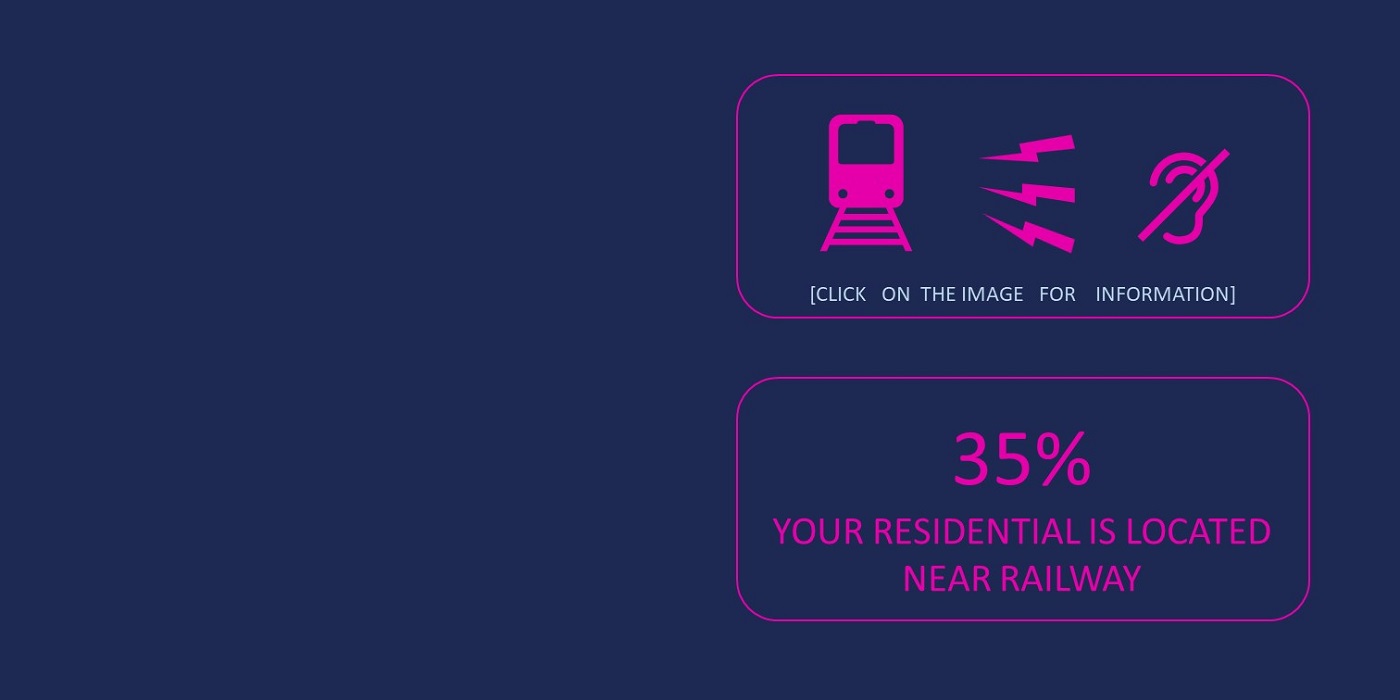 [CLICK ON THE IMAGE FOR INFORMATION]
35%
YOUR RESIDENTIAL IS LOCATED
NEAR RAILWAY